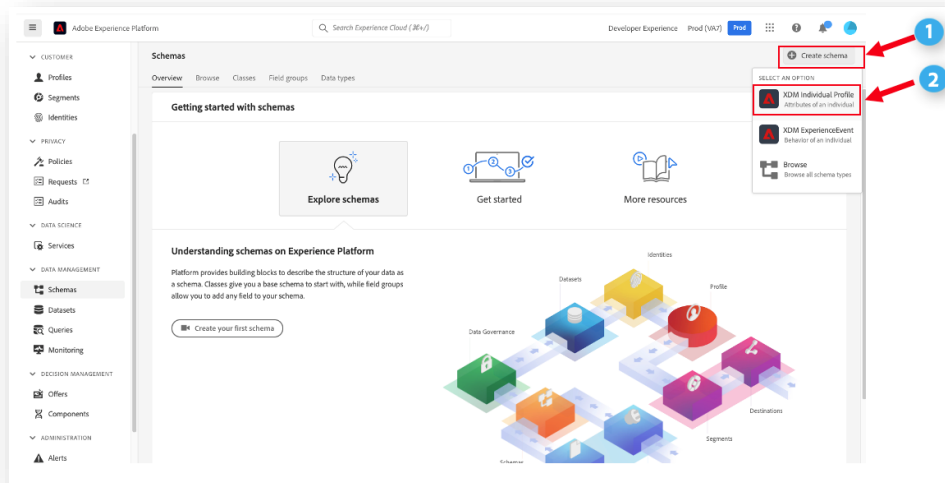 Adobe Experience Platform
Search Experience Cloud (⌘+/)
Developer Experience
Prod (VA7)
Prod
1
CUSTOMER
Profiles
Segments
Identities
PRIVACY
Policies
Requests
Audits
DATA SCIENCE
Services
DATA MANAGEMENT
Schemas
Datasets
Queries
Monitoring
DECISION MANAGEMENT
Offers
Components
ADMINISTRATION
Alerts
Schemas
Create schema
Overview Browse Classes Field groups Data types
SELECT AN OPTION
XDM Individual Profile
Attributes of an individual
2
XDM ExperienceEvent
Behavior of an individual
Browse
Browse all schema types
Getting started with schemas
1 2 3
Explore schemas
Get started
More resources
Understanding schemas on Experience Platform
Platform provides building blocks to describe the structure of your data as
a schema. Classes give you a base schema to start with, while field groups
allow you to add any field to your schema.
Create your first schema
Identities
Datasets
Profile
Data Governance
Destinations
Segments
Schemas